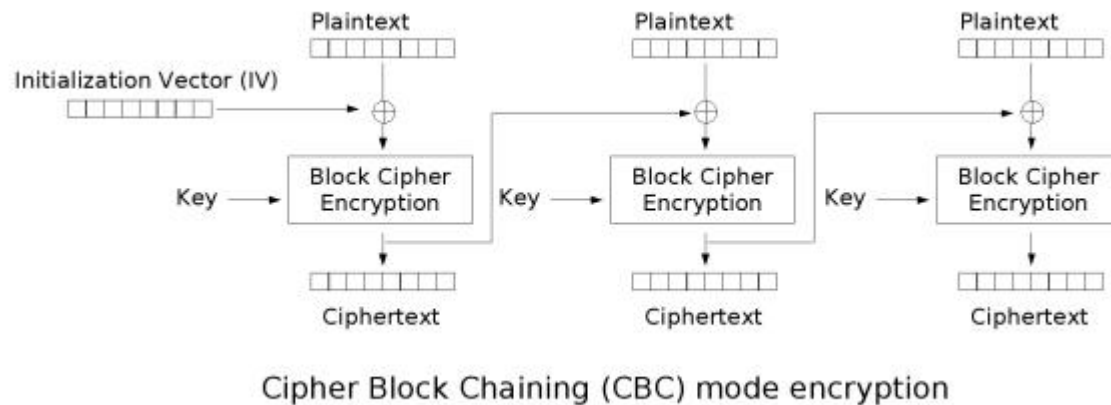 Plaintext
Plaintext
Plaintext
Initialization Vector (IV)
Key
Block Cipher
Encryption
Key
Block Cipher
Encryption
Key
Block Cipher
Encryption
Ciphertext
Ciphertext
Ciphertext
Cipher Block Chaining (CBC) mode encryption